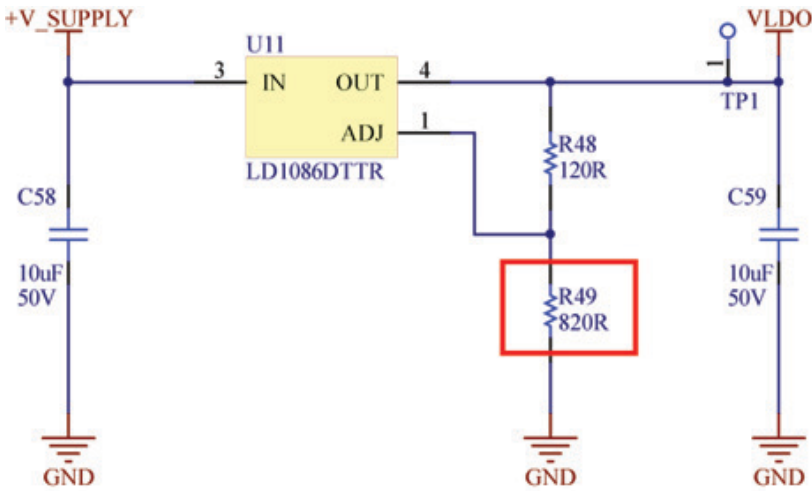 +V_SUPPLY
VLDO
U11
3
IN
OUT
4
1
TP1
ADJ
1
LD1086DTTR
R48
120R
C58
C59
10uF
50V
R49
820R
10uF
50V
GND
GND
GND